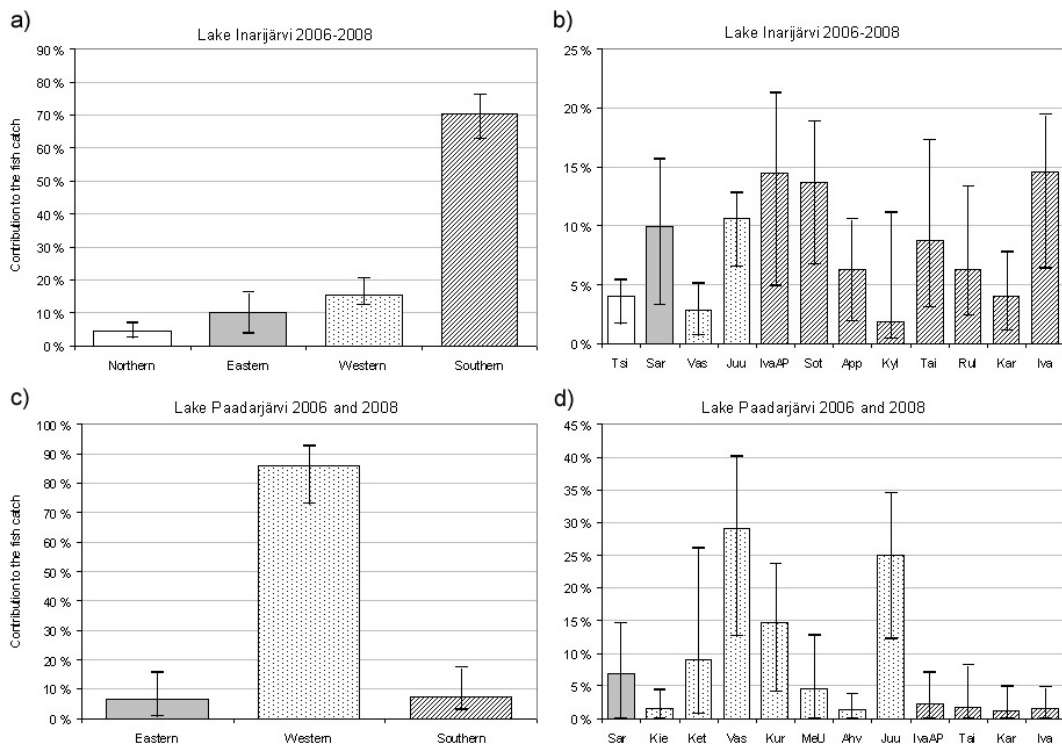 a)
Lake Inarijärvi 2006-2008
Contribution to the fish catch
90 %
80 %
70 %
60 %
50 %
40 %
30 %
20 %
10 %
0 %
Northern Eastern Western Southern
b)
Lake Inarijärvi 2006-2008
25 %
20 %
15 %
10 %
5 %
0 %
Tsi Sar Vas Juu IvaAP Sot App Kyl Tai Rul Kar Iva
c)
Lake Paadarjärvi 2006 and 2008
Contribution to the fish catch
100 %
90 %
80 %
70 %
60 %
50 %
40 %
30 %
20 %
10 %
0 %
Eastern Western Southern
d)
Lake Paadarjärvi 2006 and 2008
45 %
40 %
35 %
30 %
25 %
20 %
15 %
10 %
5 %
0 %
Sar Kie Ket Vas Kur MeU Ahv Juu IvaAP Tai Kar Iva